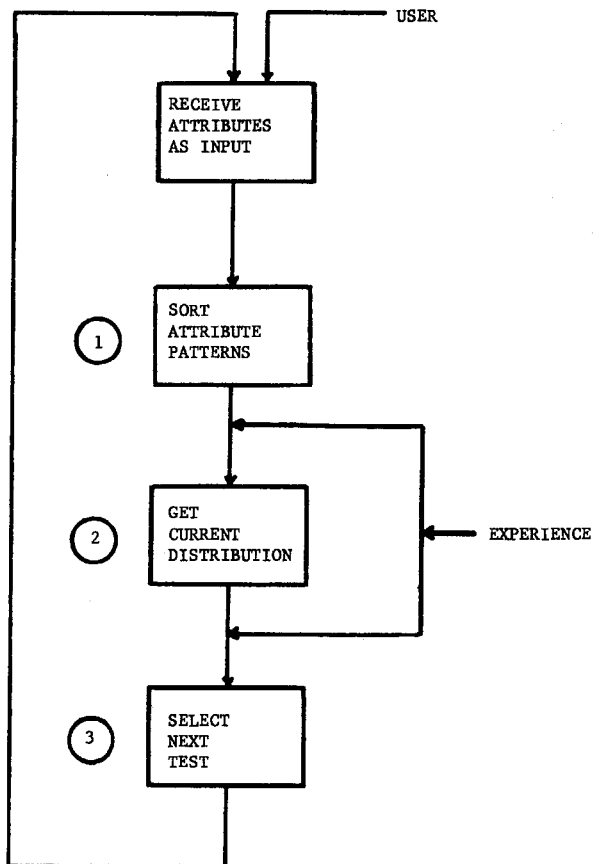 USER
RECEIVE
ATTRIBUTES
AS INPUT
1
SORT
ATTRIBUTE
PATTERNS
2
GET
CURRENT
DISTRIBUTION
EXPERIENCE
3
SELECT
NEXT
TEST